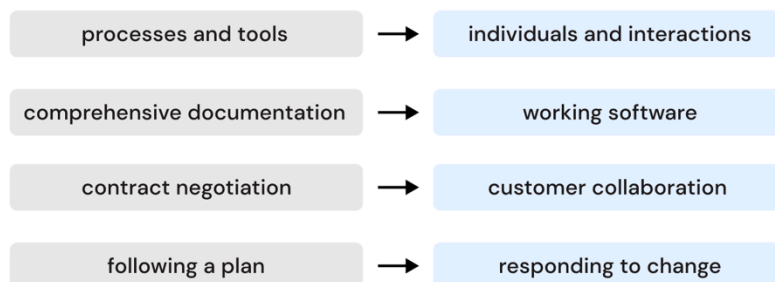 processes and tools individuals and interactions
comprehensive documentation working software
contract negotiation customer collaboration
following a plan responding to change